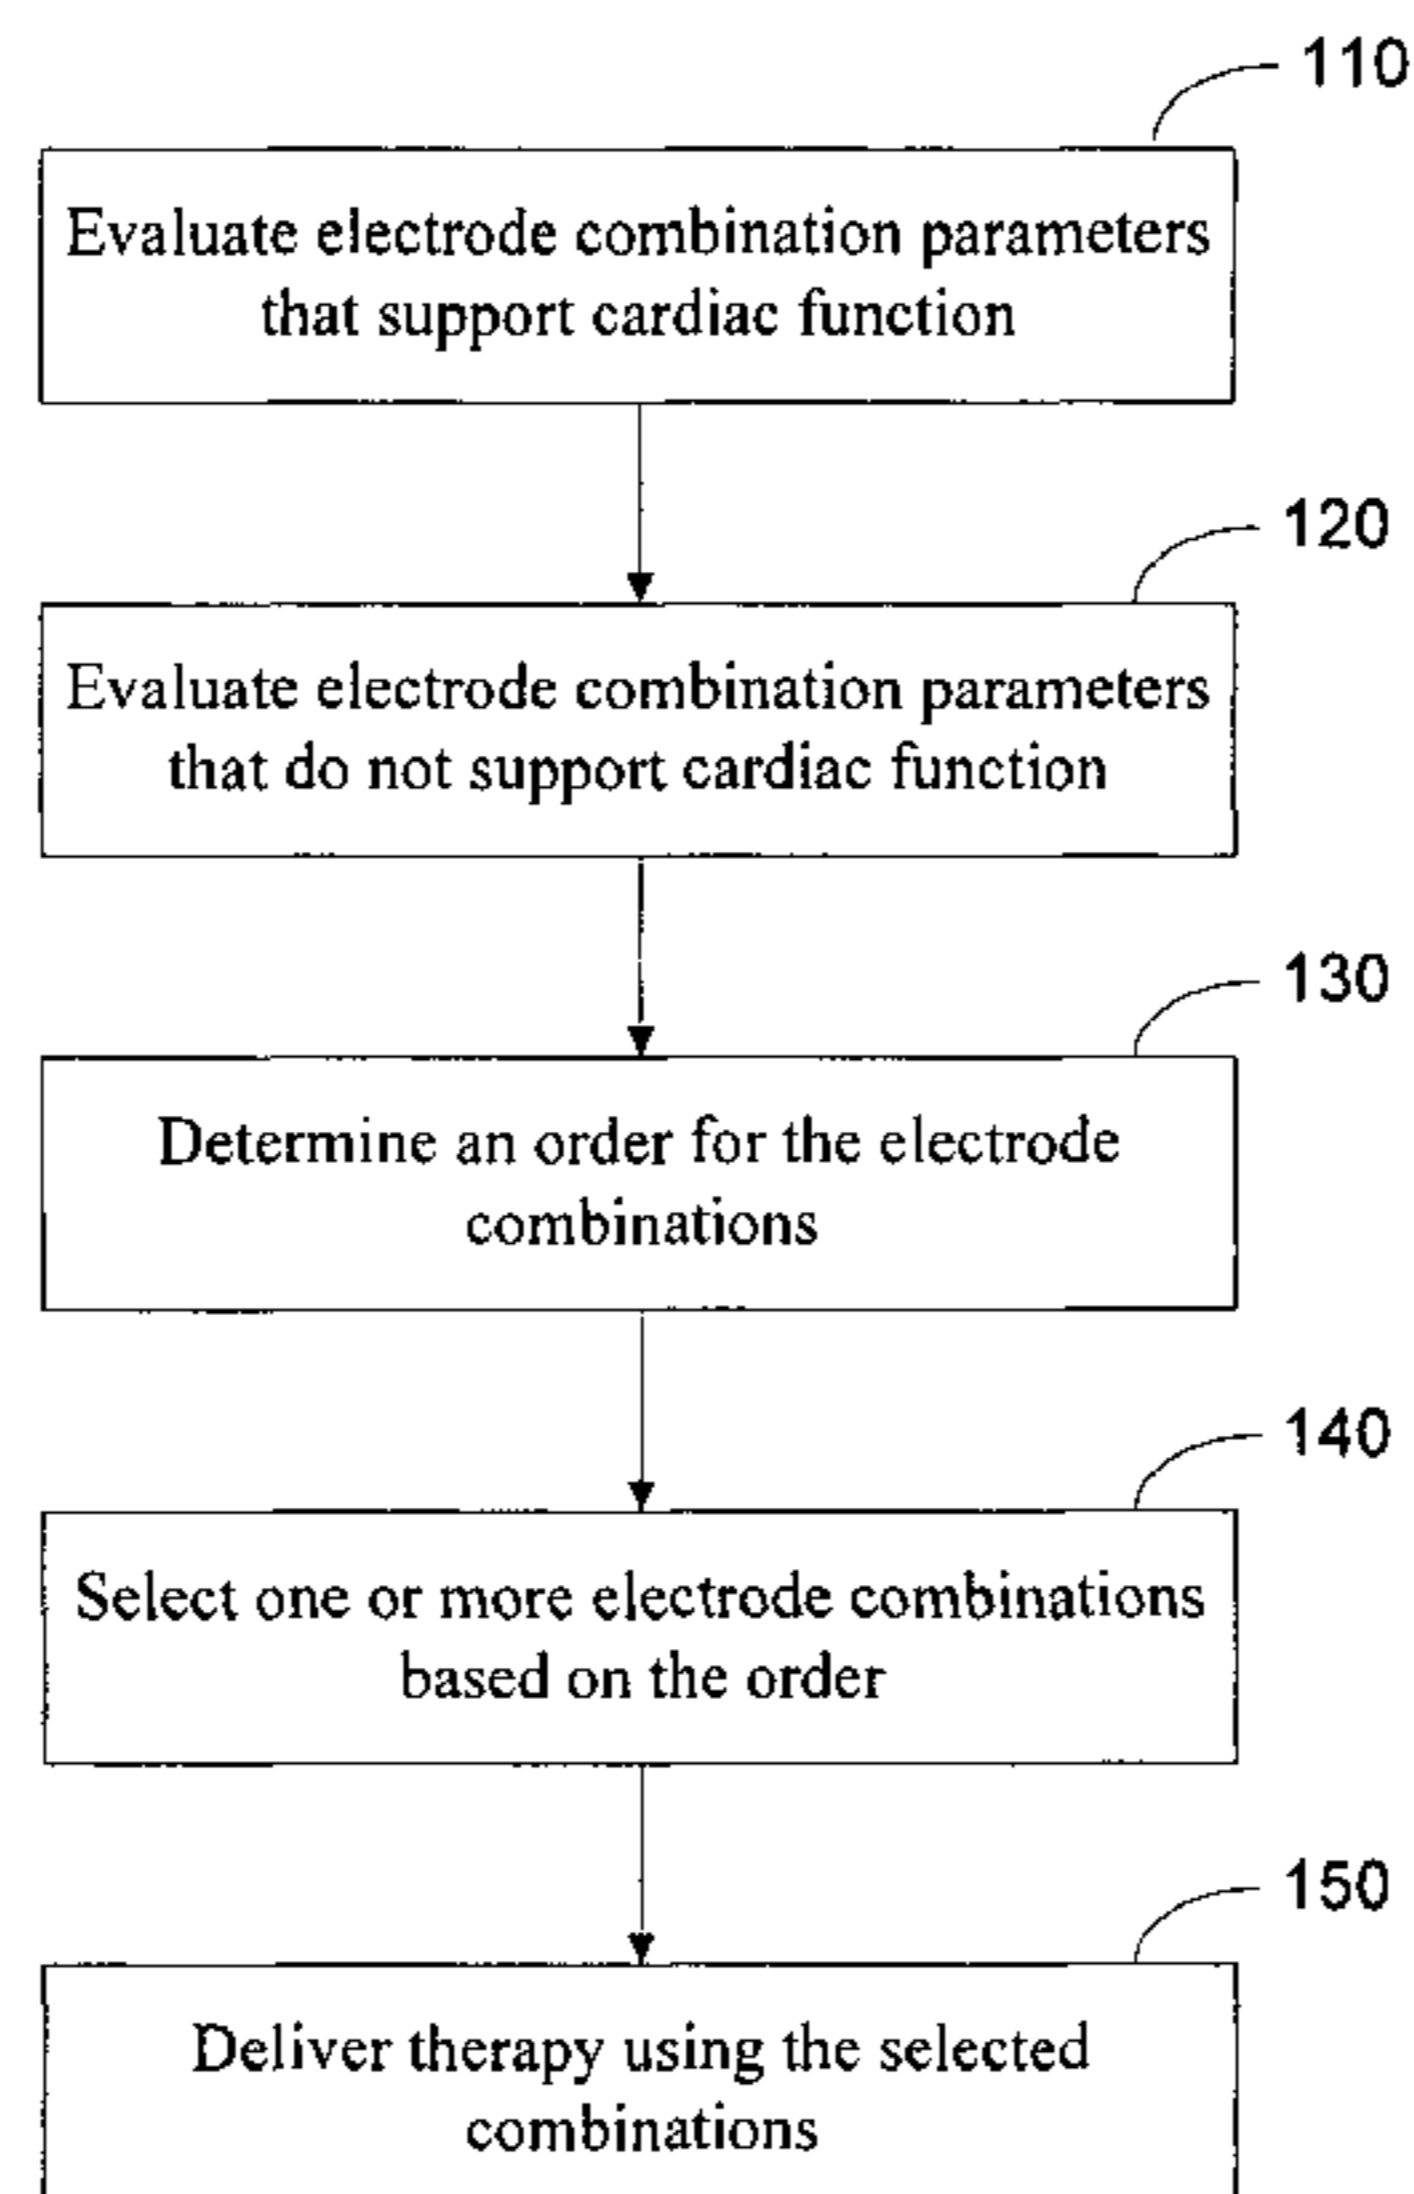 110
Evaluate electrode combination parameters
that support cardiac function
120
Evaluate electrode combination parameters
that do not support cardiac function
130
Determine an order for the electrode
combinations
140
Select one or more electrode combinations
based on the order
150
Deliver therapy using the selected
combinations